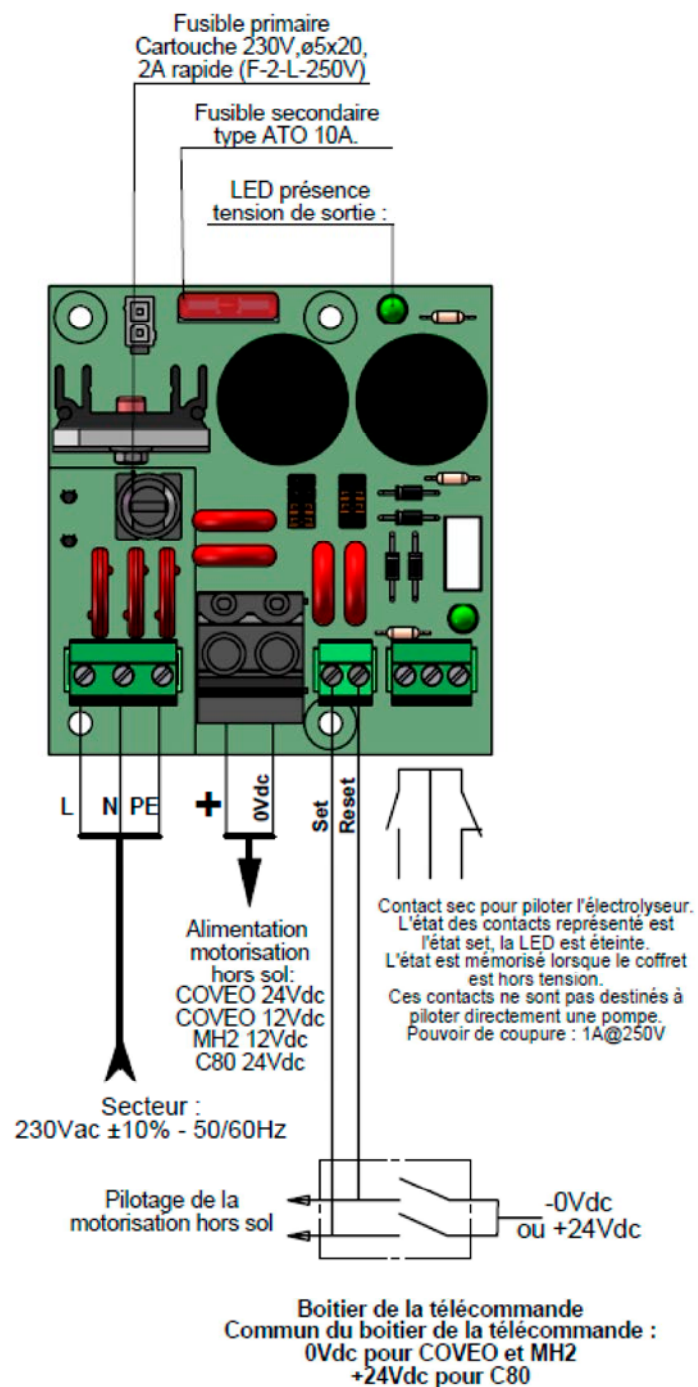 Fusible primaire
Cartouche 230V,ø5x20,
2A rapide (F-2-L-250V)
Fusible secondaire
type ATO 10A.
LED présence
tension de sortie :
L N PE + 0Vdc Set Reset
Alimentation
motorisation
hors sol:
COVEO 24Vdc
COVEO 12Vdc
MH2 12Vdc
C80 24Vdc
Contact sec pour piloter l'électrolyseur.
L'état des contacts représenté est
l'état set, la LED est éteinte.
L'état est mémorisé lorsque le coffret
est hors tension.
Ces contacts ne sont pas destinés à
piloter directement une pompe.
Pouvoir de coupure : 1A@250V
Secteur :
230Vac ±10% - 50/60Hz
Pilotage de la
motorisation hors sol
-0Vdc
ou +24Vdc
Boitier de la télécommande
Commun du boitier de la télécommande :
0Vdc pour COVEO et MH2
+24Vdc pour C80